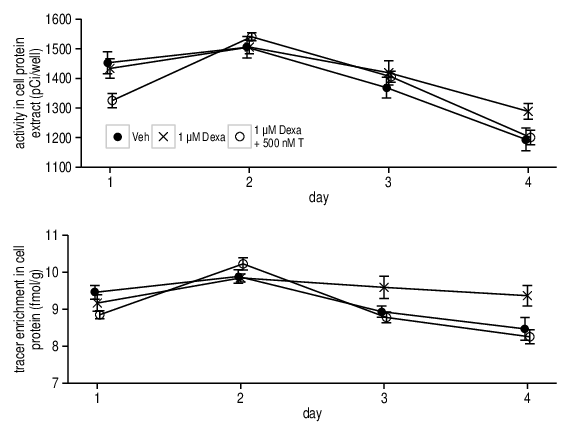 1600
1500
1400
1300
1200
1100
activity in cell protein
extract (pCi/well)
Veh
1 µM Dexa
1 µM Dexa
+ 500 nM T
1 2 3 4
day
11
10
9
8
7
tracer enrichment in cell
protein (fmol/g)
1 2 3 4
day